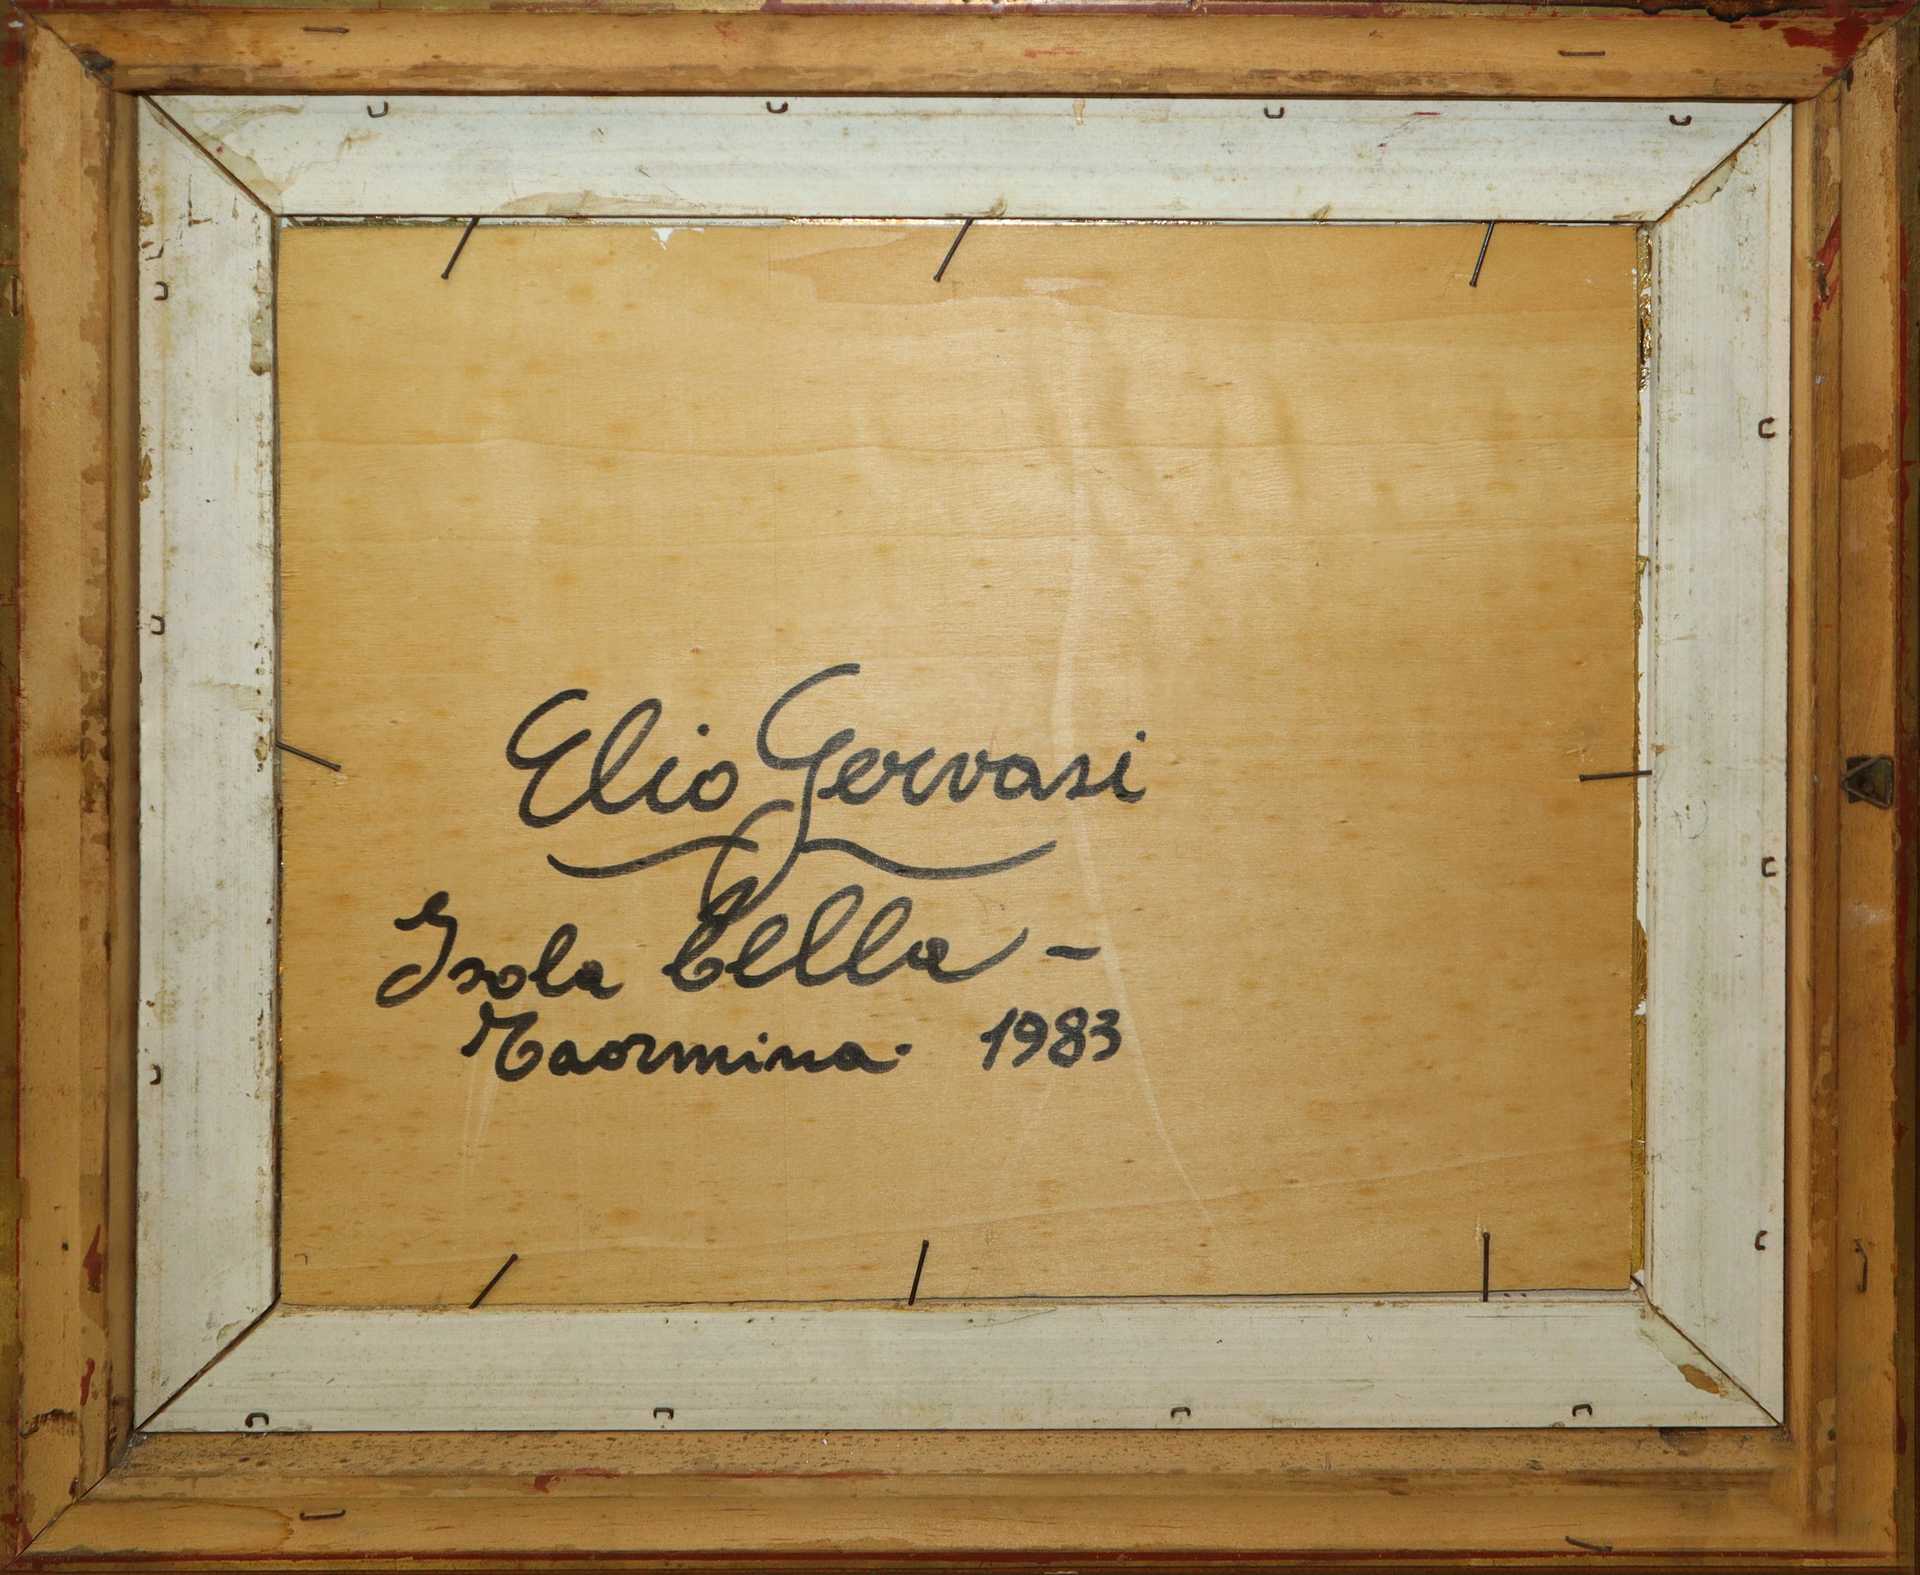 Elio Gervasi
Isola bella -
Taormina. 1983